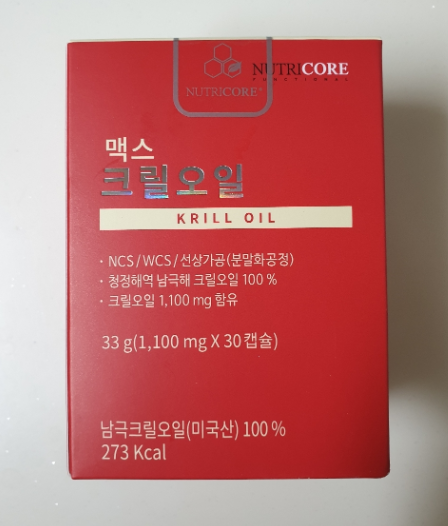 NUTRICORE
FUNCTIONAL
NUTRICORE
맥스
크릴오일
KRILL OIL
· NCS / WCS / 선상가공(분말화공정)
· 청정해역 남극해 크릴오일 100 %
· 크릴오일 1,100 mg 함유
33 g(1,100 mg X 30캡슐)
남극크릴오일(미국산) 100 %
273 Kcal